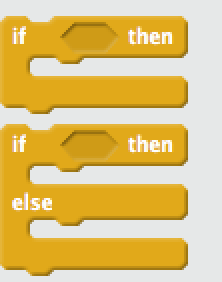 if then
if then
else